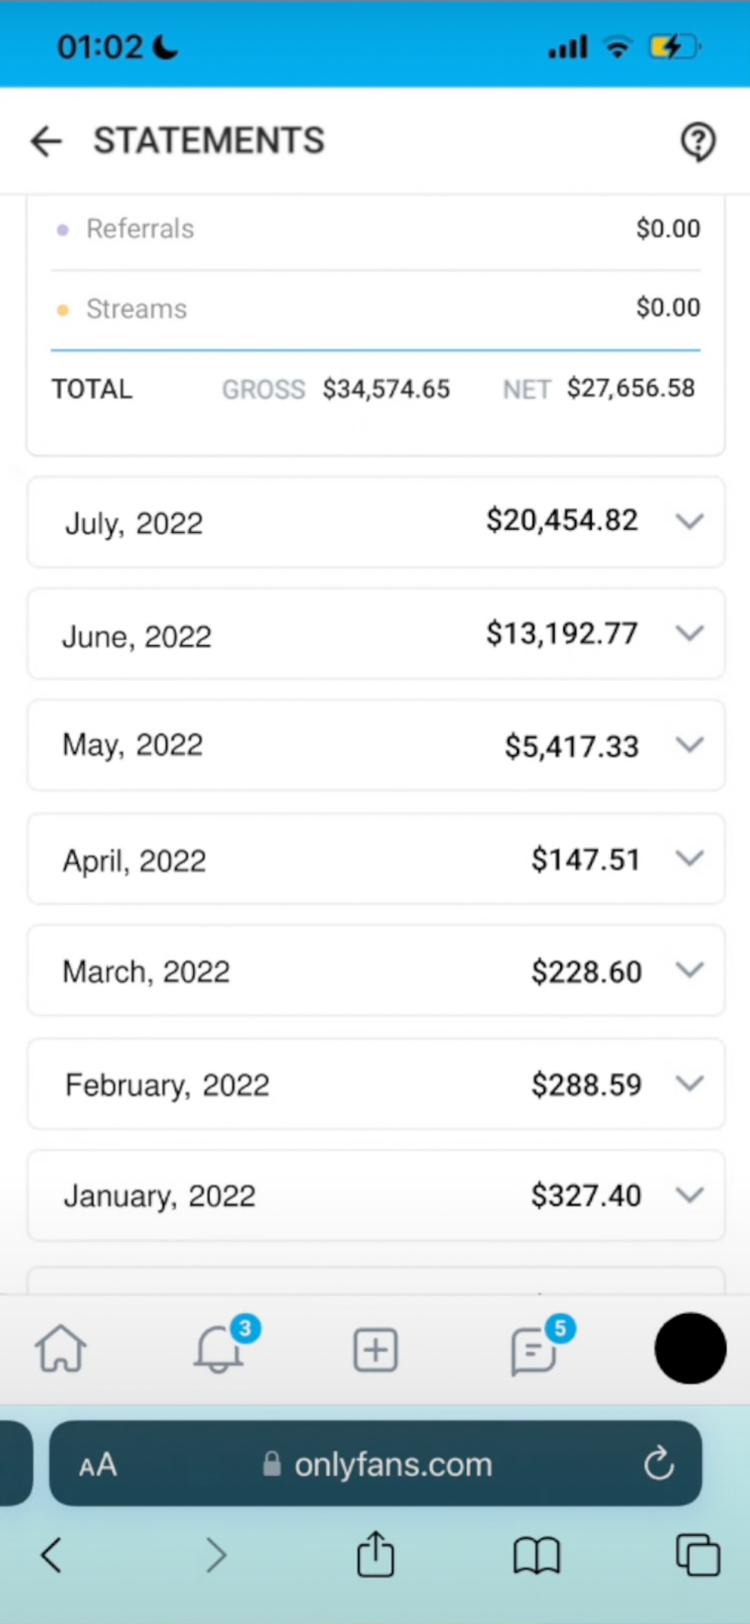 01:02
STATEMENTS
Referrals $0.00
Streams $0.00
TOTAL GROSS $34,574.65 NET $27,656.58
July, 2022 $20,454.82
June, 2022 $13,192.77
May, 2022 $5,417.33
April, 2022 $147.51
March, 2022 $228.60
February, 2022 $288.59
January, 2022 $327.40
3 5
AA onlyfans.com